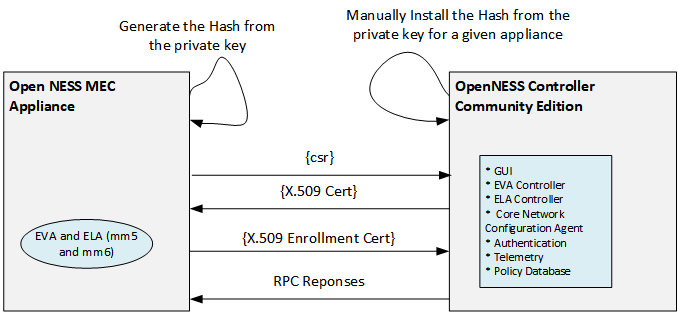 Generate the Hash from
the private key
Manually Install the Hash from the
private key for a given appliance
Open NESS MEC
Appliance
OpenNESS Controller
Community Edition
{csr}
{X.509 Cert}
{X.509 Enrollment Cert}
RPC Reponses
EVA and ELA (mm5
and mm6)
* GUI
* EVA Controller
* ELA Controller
* Core Network
Configuration Agent
* Authentication
* Telemetry
* Policy Database